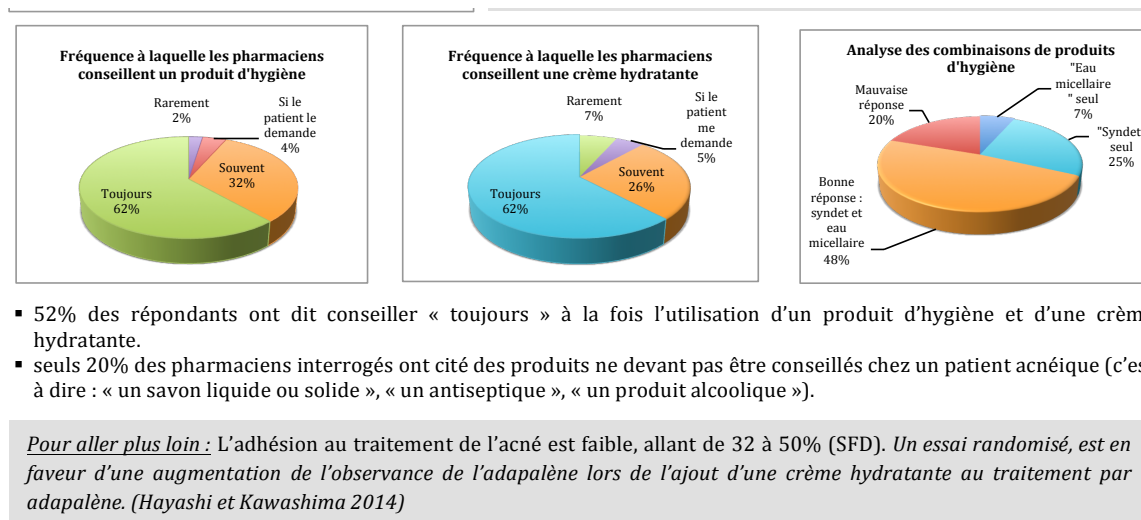 Fréquence à laquelle les pharmaciens
conseillent un produit d'hygiène
Rarement
2%
Si le
patient le
demande
4%
Souvent
32%
Toujours
62%
Fréquence à laquelle les pharmaciens
conseillent une crème hydratante
Rarement
7%
Si le
patient
me
demande
5%
Souvent
26%
Toujours
62%
Analyse des combinaisons de produits
d'hygiène
"Eau
micellaire
" seul
7%
"Syndet
seul
25%
Mauvaise
réponse
20%
Bonne
réponse :
syndet et
eau
micellaire
48%
▪ 52% des répondants ont dit conseiller « toujours » à la fois l’utilisation d’un produit d’hygiène et d’une crèm
hydratante.
▪ seuls 20% des pharmaciens interrogés ont cité des produits ne devant pas être conseillés chez un patient acnéique (c’es
à dire : « un savon liquide ou solide », « un antiseptique », « un produit alcoolique »).
Pour aller plus loin : L’adhésion au traitement de l’acné est faible, allant de 32 à 50% (SFD). Un essai randomisé, est en
faveur d’une augmentation de l’observance de l’adapalène lors de l’ajout d’une crème hydratante au traitement par
adapalène. (Hayashi et Kawashima 2014)